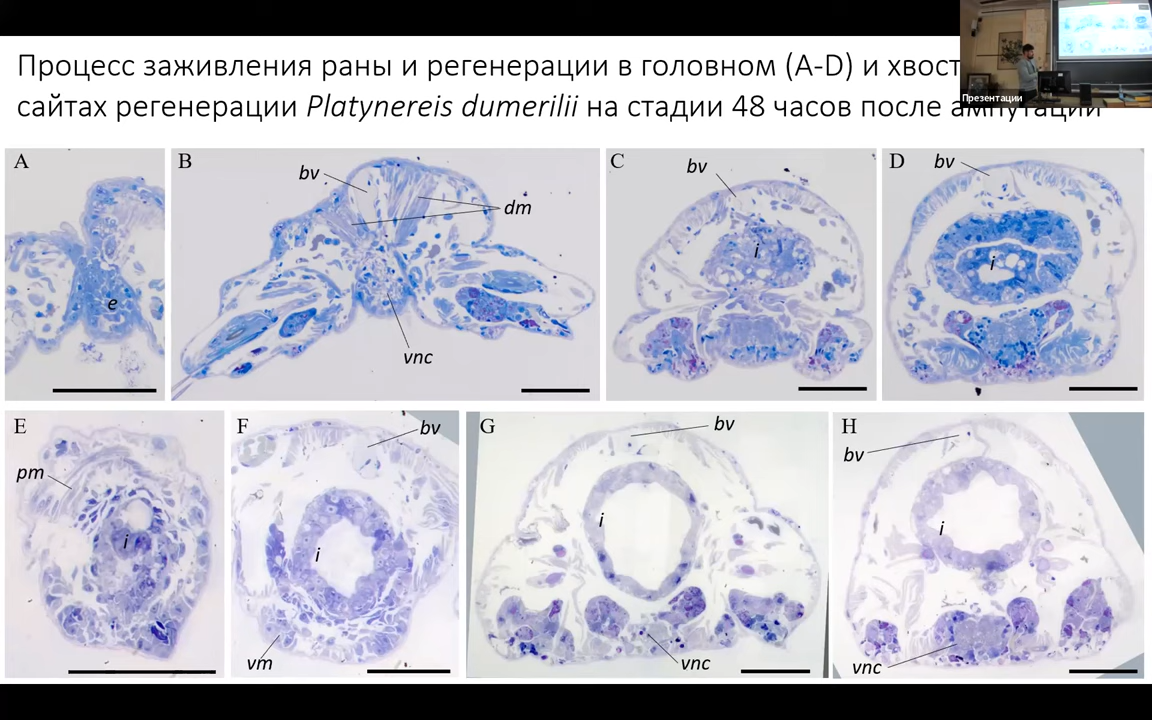 Процесс заживления раны и регенерации в головном (A-D) и хвост
сайтах регенерации Platynereis dumerilii на стадии 48 часов после ампутации
Презентации
A
B
bv
dm
e
vnc
C
bv
i
D
bv
i
E
pm
i
F
bv
i
vm
G
bv
i
vnc
H
bv
i
vnc